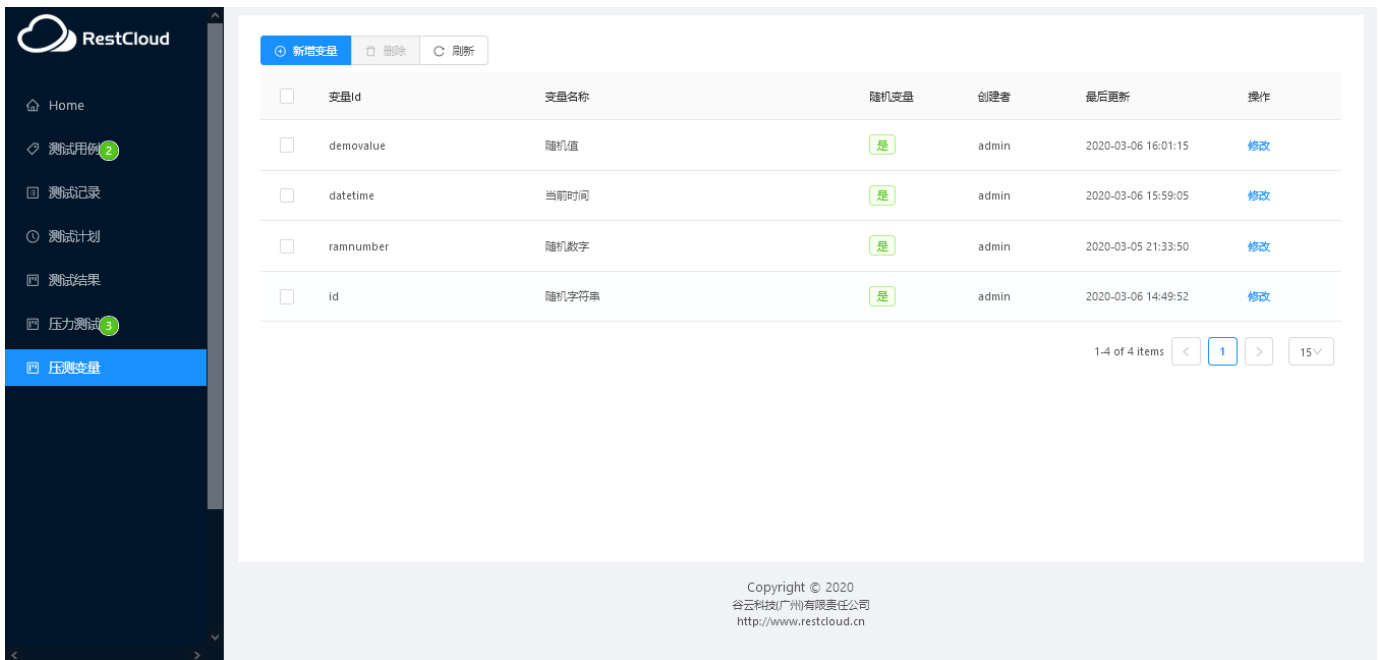 RestCloud
Home
测试用例 2
测试记录
测试计划
测试结果
压力测试 3
压测变量
新增变量 删除 刷新
变量Id 变量名称 随机变量 创建者 最后更新 操作
demovalue 随机值 是 admin 2020-03-06 16:01:15 修改
datetime 当前时间 是 admin 2020-03-06 15:59:05 修改
ramnumber 随机数字 是 admin 2020-03-05 21:33:50 修改
id 随机字符串 是 admin 2020-03-06 14:49:52 修改
1-4 of 4 items < 1 > 15
Copyright © 2020
谷云科技(广州)有限责任公司
http://www.restcloud.cn